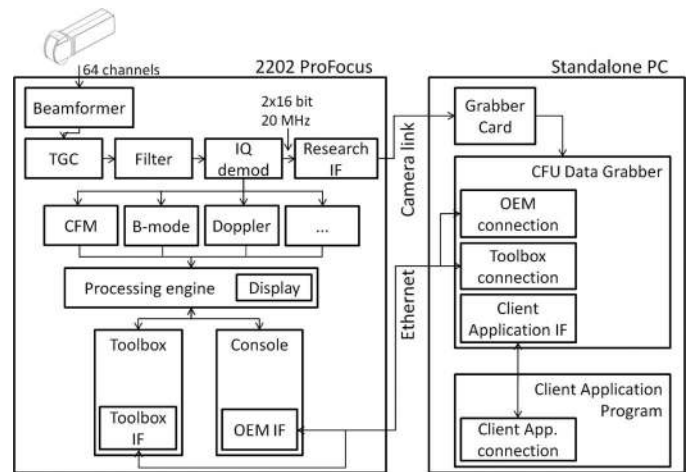 2202 ProFocus
Standalone PC
64 channels
Beamformer
2x16 bit
20 MHz
TGC
Filter
IQ
demod
Research
IF
CFM
B-mode
Doppler
...
Processing engine
Display
Toolbox
Toolbox
IF
Console
OEM IF
Camera link
Ethernet
Grabber
Card
CFU Data Grabber
OEM
connection
Toolbox
connection
Client
Application IF
Client Application
Program
Client App.
connection